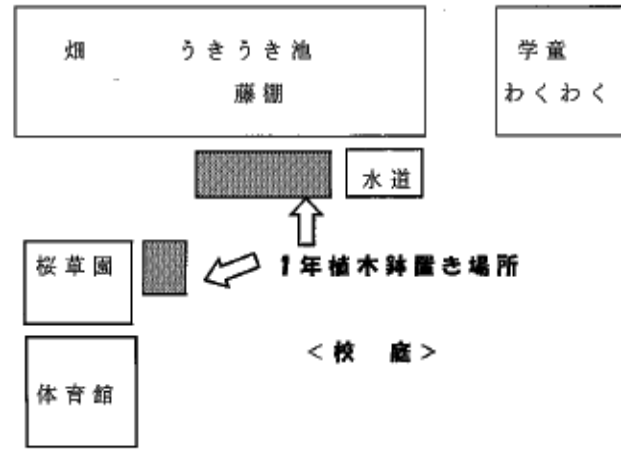 畑 うきうき池
藤棚
学童
わくわく
水道
桜草園
1年植木鉢置き場所
<校 庭>
体育館